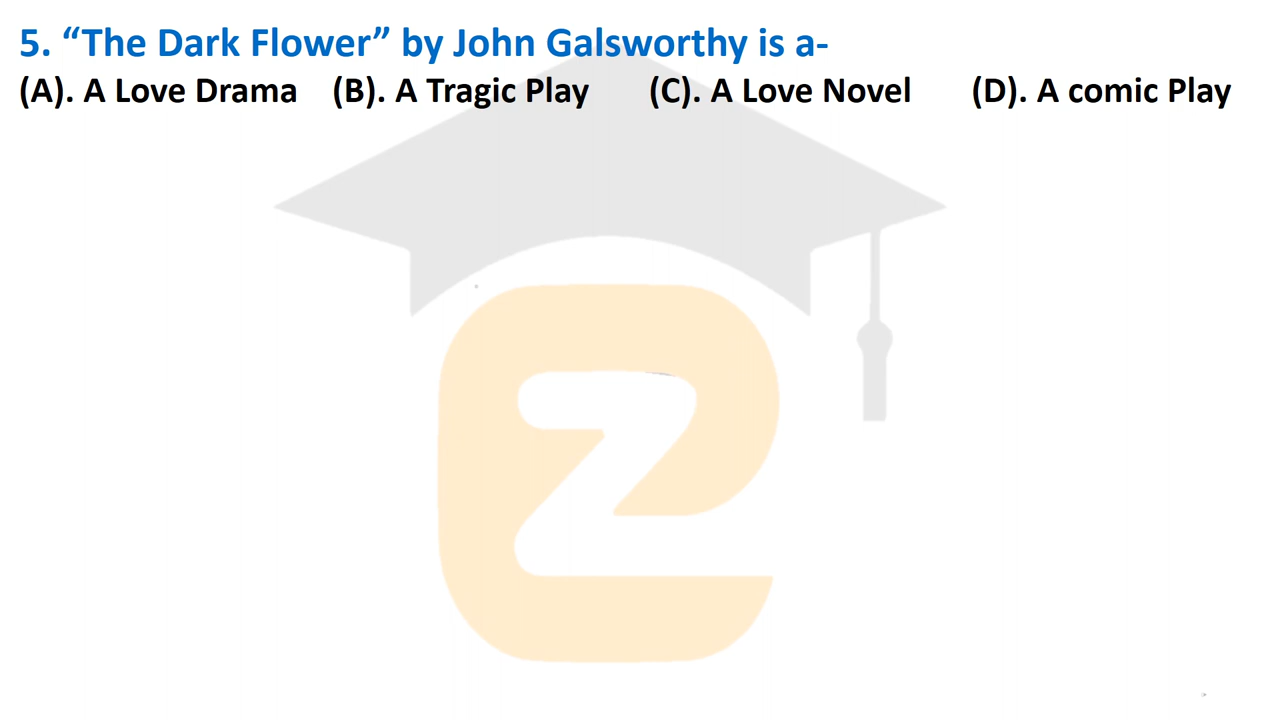 5. “The Dark Flower” by John Galsworthy is a-
(A). A Love Drama (B). A Tragic Play (C). A Love Novel (D). A comic Play